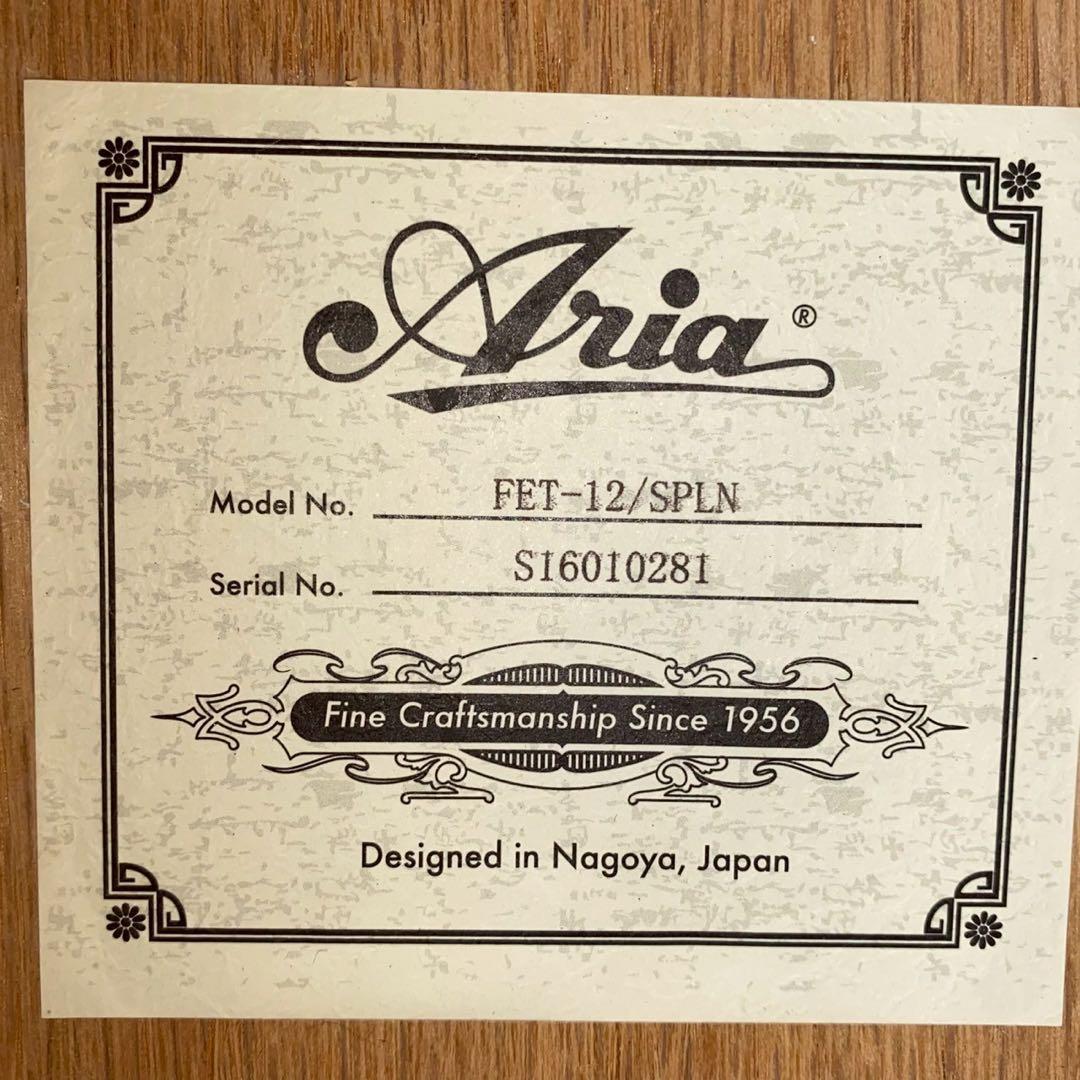 Aria®
Model No. FET-12/SPLN
Serial No. S16010281
Fine Craftsmanship Since 1956
Designed in Nagoya, Japan